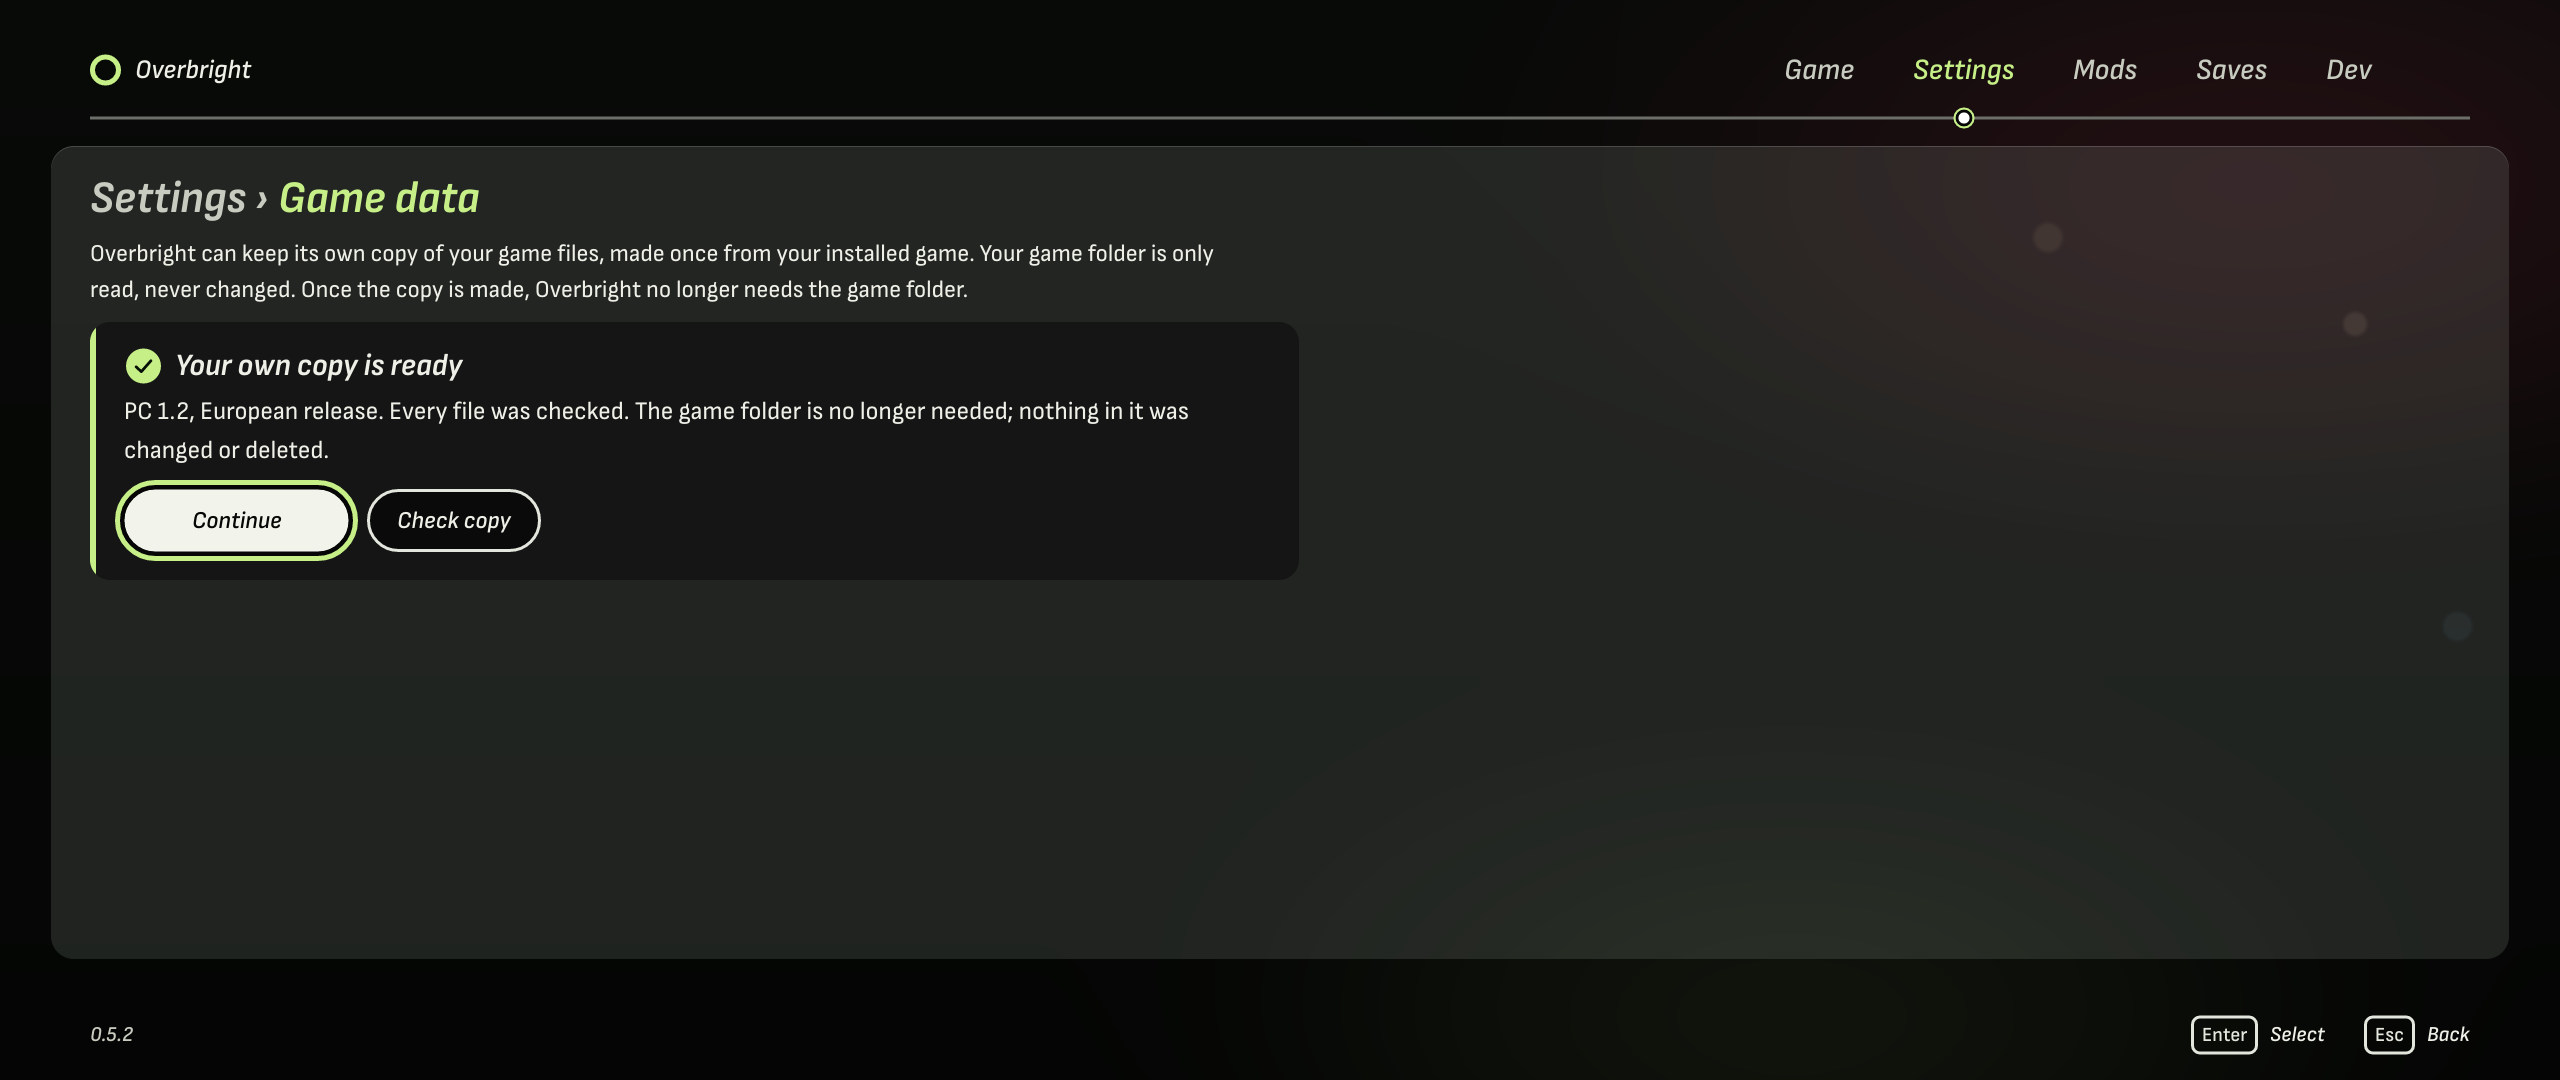 Overbright
Game
Settings
Mods
Saves
Dev
Settings › Game data
Overbright can keep its own copy of your game files, made once from your installed game. Your game folder is only
read, never changed. Once the copy is made, Overbright no longer needs the game folder.
Your own copy is ready
PC 1.2, European release. Every file was checked. The game folder is no longer needed; nothing in it was
changed or deleted.
Continue
Check copy
0.5.2
Enter Select
Esc Back